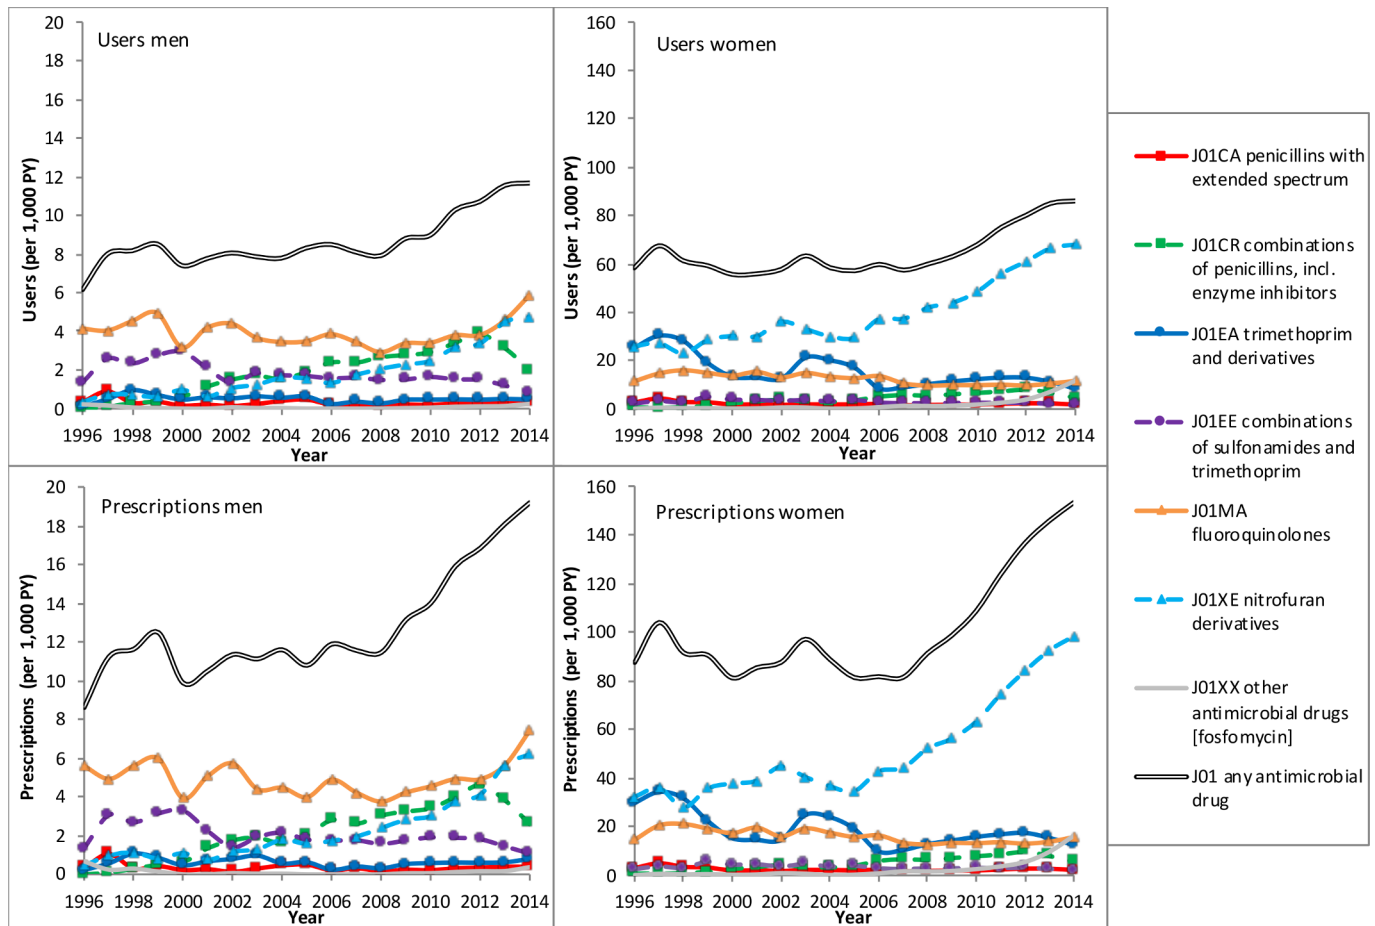 Users men
Users (per 1,000 PY)
20
18
16
14
12
10
8
6
4
2
0
1996 1998 2000 2002 2004 2006 2008 2010 2012 2014
Year
Users women
Users (per 1,000 PY)
160
140
120
100
80
60
40
20
0
1996 1998 2000 2002 2004 2006 2008 2010 2012 2014
Year
Prescriptions men
Prescriptions (per 1,000 PY)
20
18
16
14
12
10
8
6
4
2
0
1996 1998 2000 2002 2004 2006 2008 2010 2012 2014
Year
Prescriptions women
Prescriptions (per 1,000 PY)
160
140
120
100
80
60
40
20
0
1996 1998 2000 2002 2004 2006 2008 2010 2012 2014
Year
J01CA penicillins with
extended spectrum
J01CR combinations
of penicillins, incl.
enzyme inhibitors
J01EA trimethoprim
and derivatives
J01EE combinations
of sulfonamides and
trimethoprim
J01MA
fluoroquinolones
J01XE nitrofuran
derivatives
J01XX other
antimicrobial drugs
[fosfomycin]
J01 any antimicrobial
drug